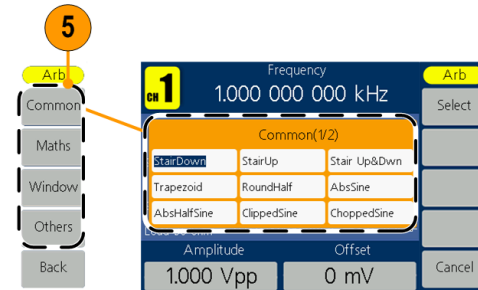 5
Arb
Common
Maths
Window
Others
Back
CH 1
Frequency
1.000 000 000 kHz
Common(1/2)
StairDown StairUp Stair Up&Dwn
Trapezoid RoundHalf AbsSine
AbsHalfSine ClippedSine ChoppedSine
Amplitude Offset
1.000 Vpp 0 mV
Arb
Select
Cancel